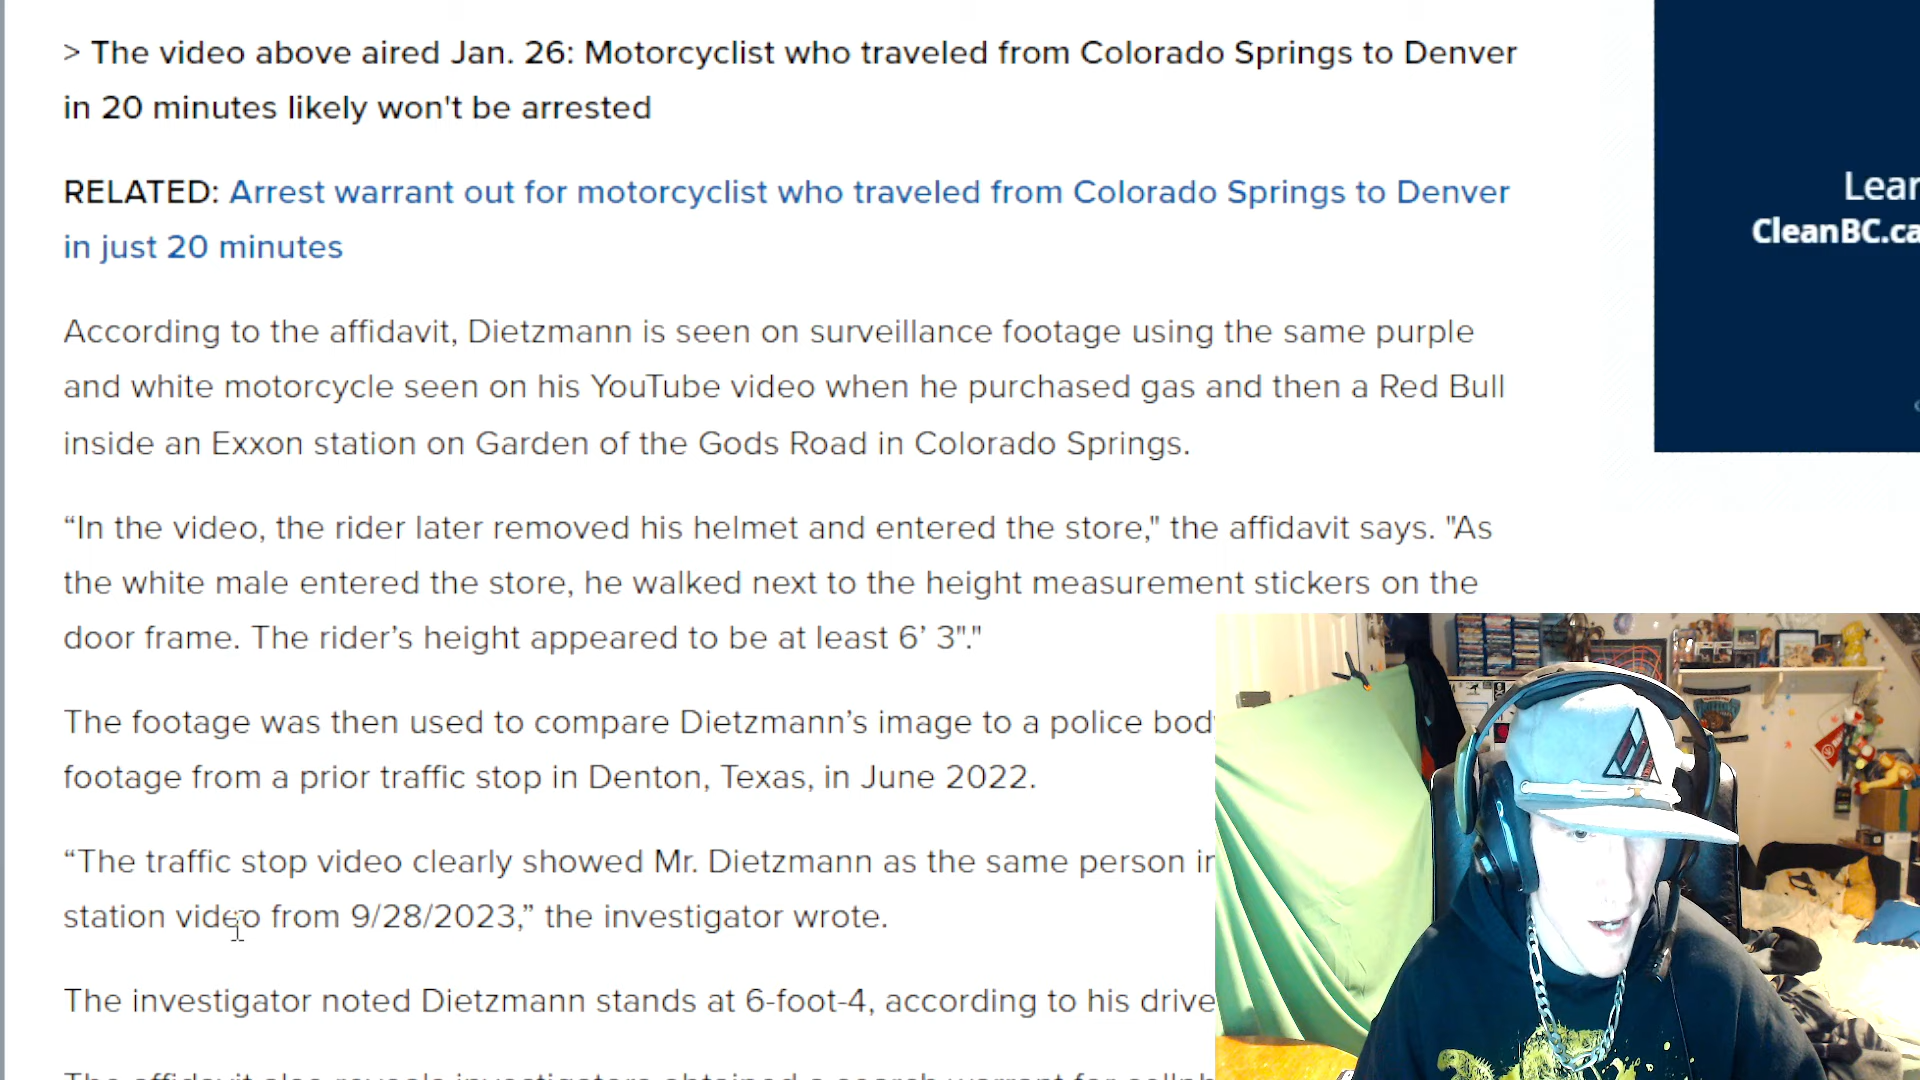 > The video above aired Jan. 26: Motorcyclist who traveled from Colorado Springs to Denver
in 20 minutes likely won't be arrested
RELATED: Arrest warrant out for motorcyclist who traveled from Colorado Springs to Denver
in just 20 minutes
Lear
CleanBC.ca
According to the affidavit, Dietzmann is seen on surveillance footage using the same purple
and white motorcycle seen on his YouTube video when he purchased gas and then a Red Bull
inside an Exxon station on Garden of the Gods Road in Colorado Springs.
“In the video, the rider later removed his helmet and entered the store," the affidavit says. "As
the white male entered the store, he walked next to the height measurement stickers on the
door frame. The rider’s height appeared to be at least 6’ 3"."
The footage was then used to compare Dietzmann’s image to a police bod
footage from a prior traffic stop in Denton, Texas, in June 2022.
“The traffic stop video clearly showed Mr. Dietzmann as the same person in
station video from 9/28/2023,” the investigator wrote.
The investigator noted Dietzmann stands at 6-foot-4, according to his drive